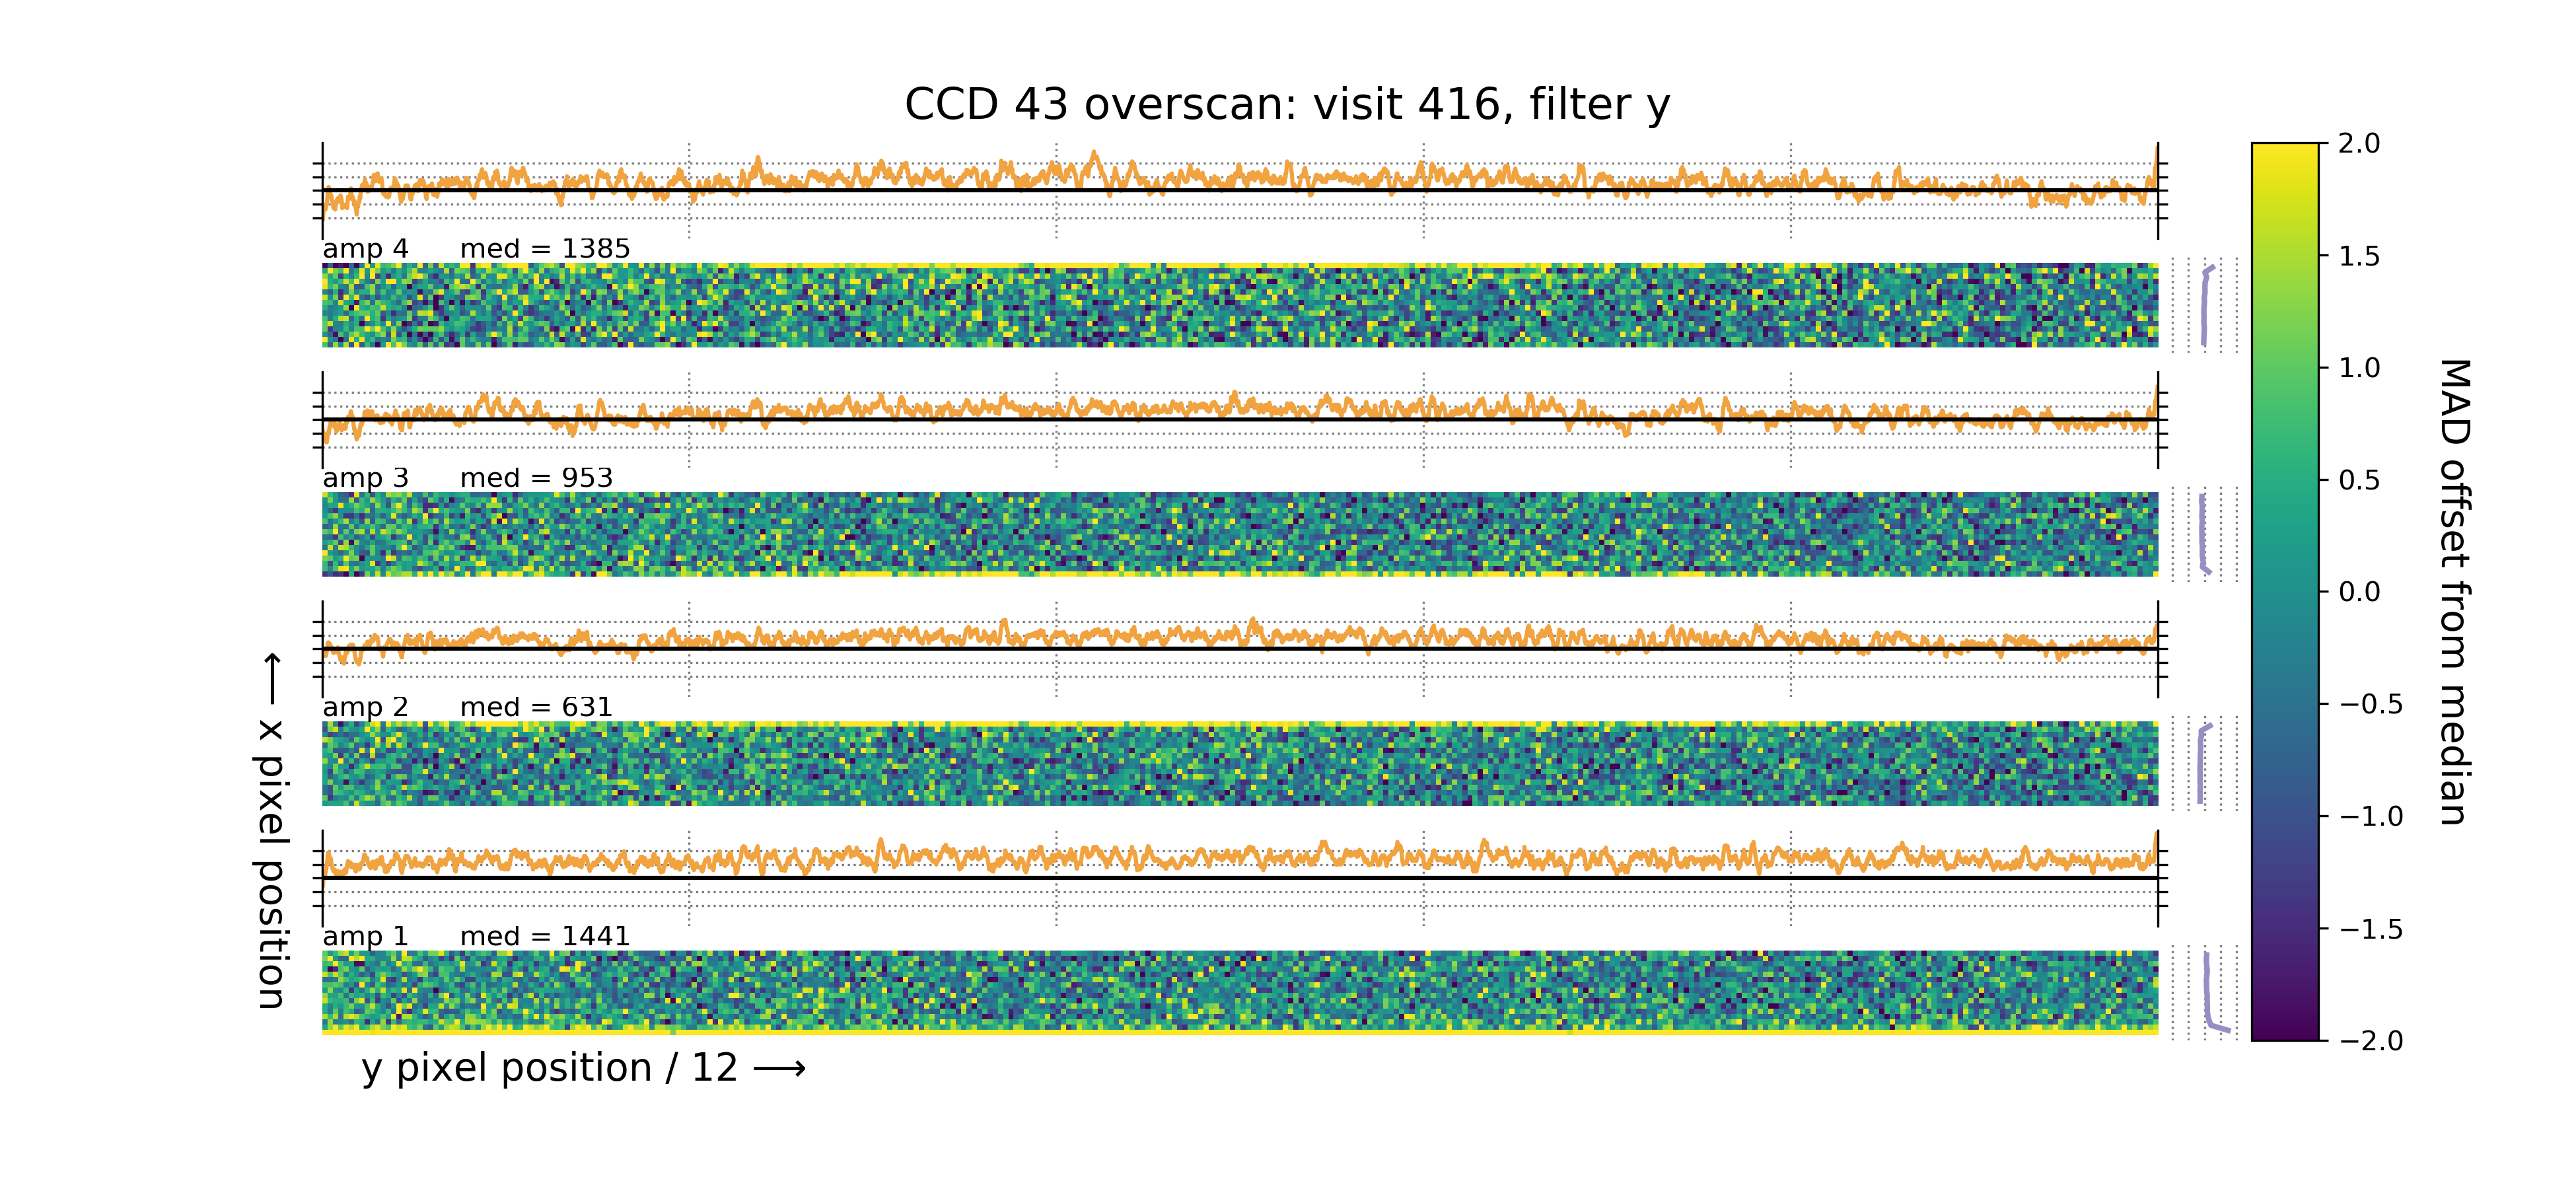 CCD 43 overscan: visit 416, filter y
amp 4 med = 1385
amp 3 med = 953
amp 2 med = 631
amp 1 med = 1441
x pixel position ⟶
y pixel position / 12 ⟶
2.0
1.5
1.0
0.5
0.0
−0.5
−1.0
−1.5
−2.0
MAD offset from median